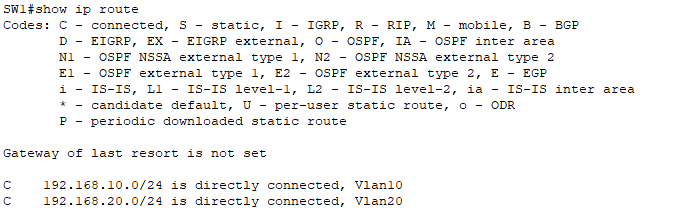 SW1#show ip route
Codes: C - connected, S - static, I - IGRP, R - RIP, M - mobile, B - BGP
       D - EIGRP, EX - EIGRP external, O - OSPF, IA - OSPF inter area
       N1 - OSPF NSSA external type 1, N2 - OSPF NSSA external type 2
       E1 - OSPF external type 1, E2 - OSPF external type 2, E - EGP
       i - IS-IS, L1 - IS-IS level-1, L2 - IS-IS level-2, ia - IS-IS inter area
       * - candidate default, U - per-user static route, o - ODR
       P - periodic downloaded static route
Gateway of last resort is not set
C    192.168.10.0/24 is directly connected, Vlan10
C    192.168.20.0/24 is directly connected, Vlan20